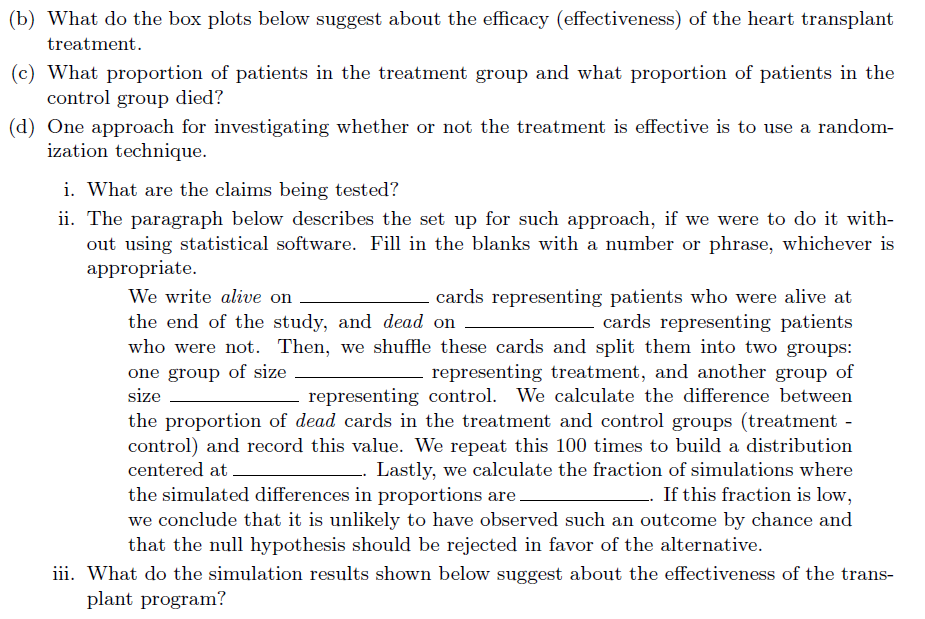 (b) What do the box plots below suggest about the efficacy (effectiveness) of the heart transplant
treatment.
(c) What proportion of patients in the treatment group and what proportion of patients in the
control group died?
(d) One approach for investigating whether or not the treatment is effective is to use a random-
ization technique.
i. What are the claims being tested?
ii. The paragraph below describes the set up for such approach, if we were to do it with-
out using statistical software. Fill in the blanks with a number or phrase, whichever is
appropriate.
We write alive on ____________ cards representing patients who were alive at
the end of the study, and dead on ____________ cards representing patients
who were not. Then, we shuffle these cards and split them into two groups:
one group of size ____________ representing treatment, and another group of
size ____________ representing control. We calculate the difference between
the proportion of dead cards in the treatment and control groups (treatment -
control) and record this value. We repeat this 100 times to build a distribution
centered at ____________. Lastly, we calculate the fraction of simulations where
the simulated differences in proportions are ____________. If this fraction is low,
we conclude that it is unlikely to have observed such an outcome by chance and
that the null hypothesis should be rejected in favor of the alternative.
iii. What do the simulation results shown below suggest about the effectiveness of the trans-
plant program?